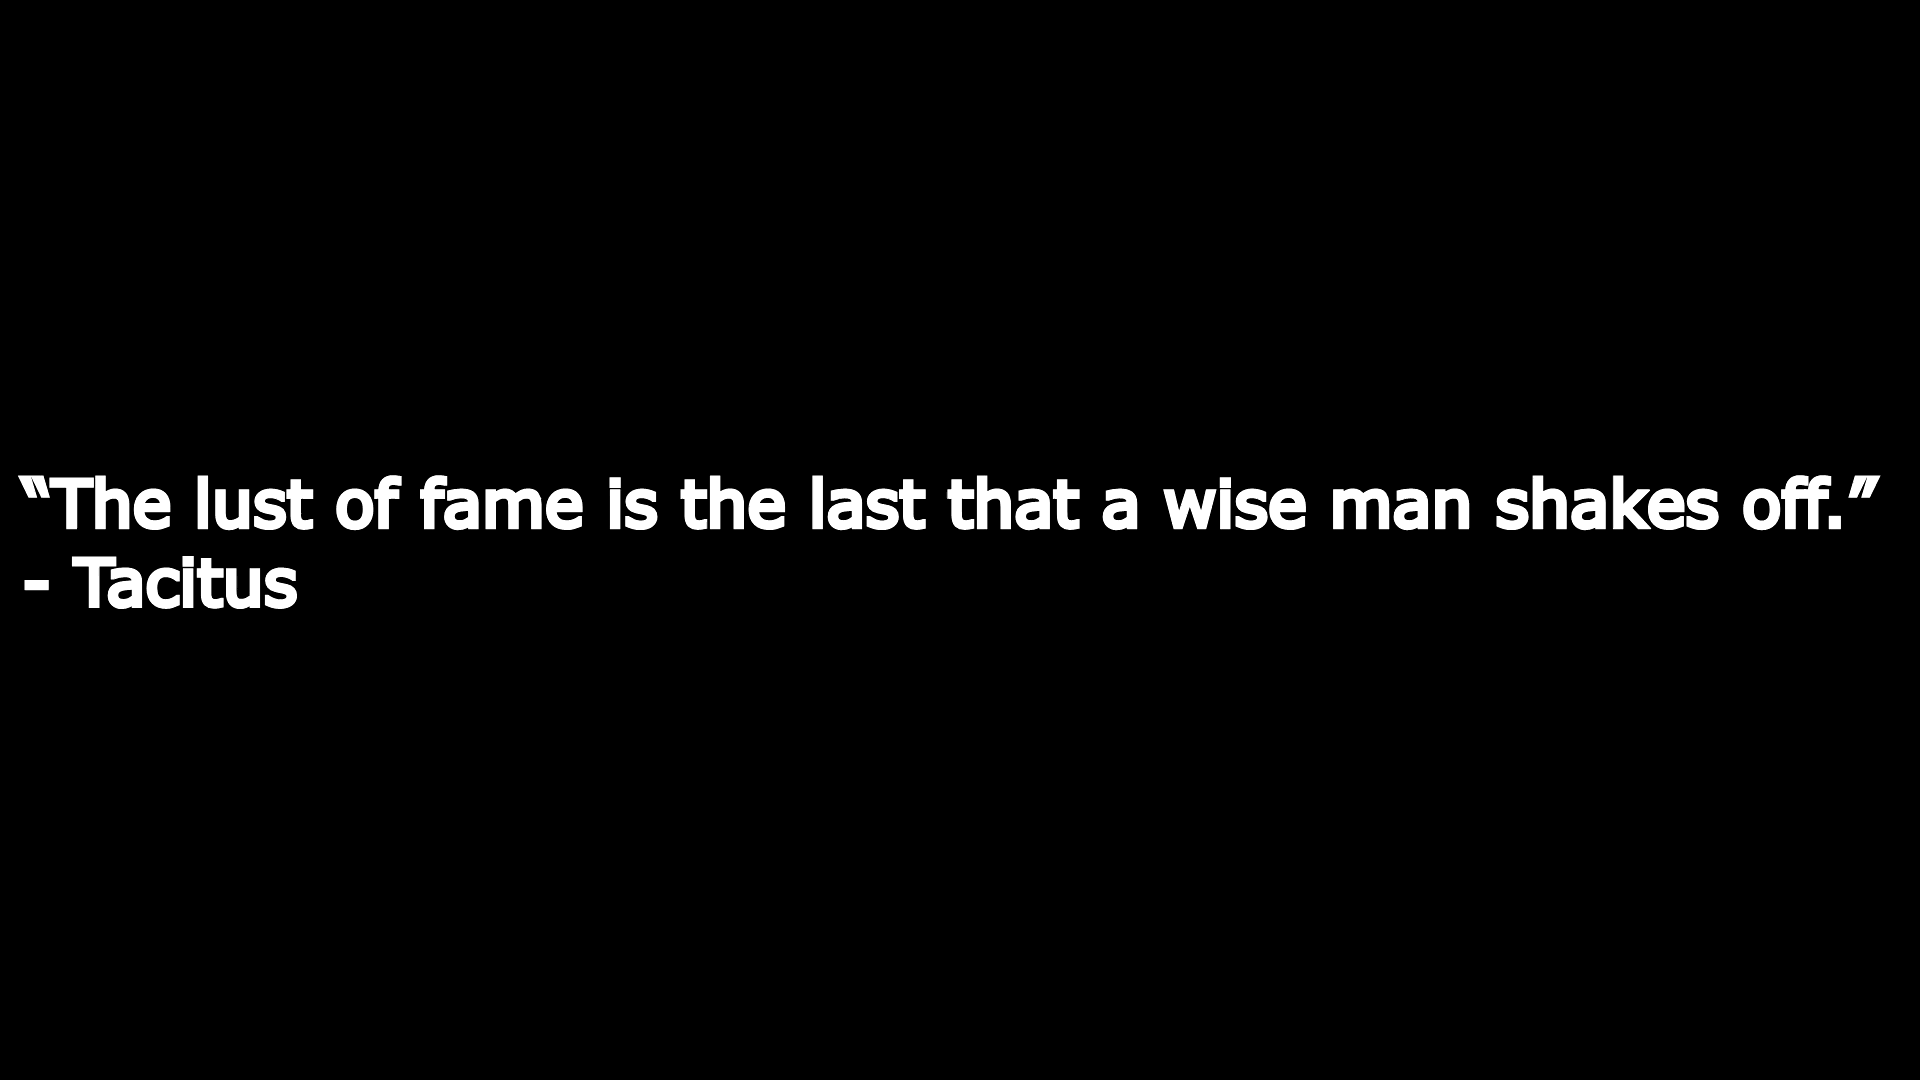 “The lust of fame is the last that a wise man shakes off.”
- Tacitus